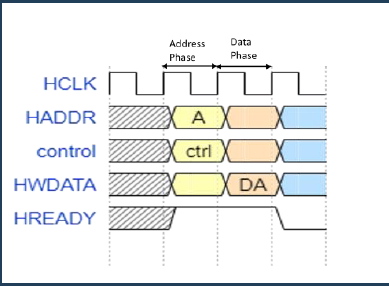 Address Phase
Data Phase
HCLK
HADDR A
control ctrl
HWDATA DA
HREADY